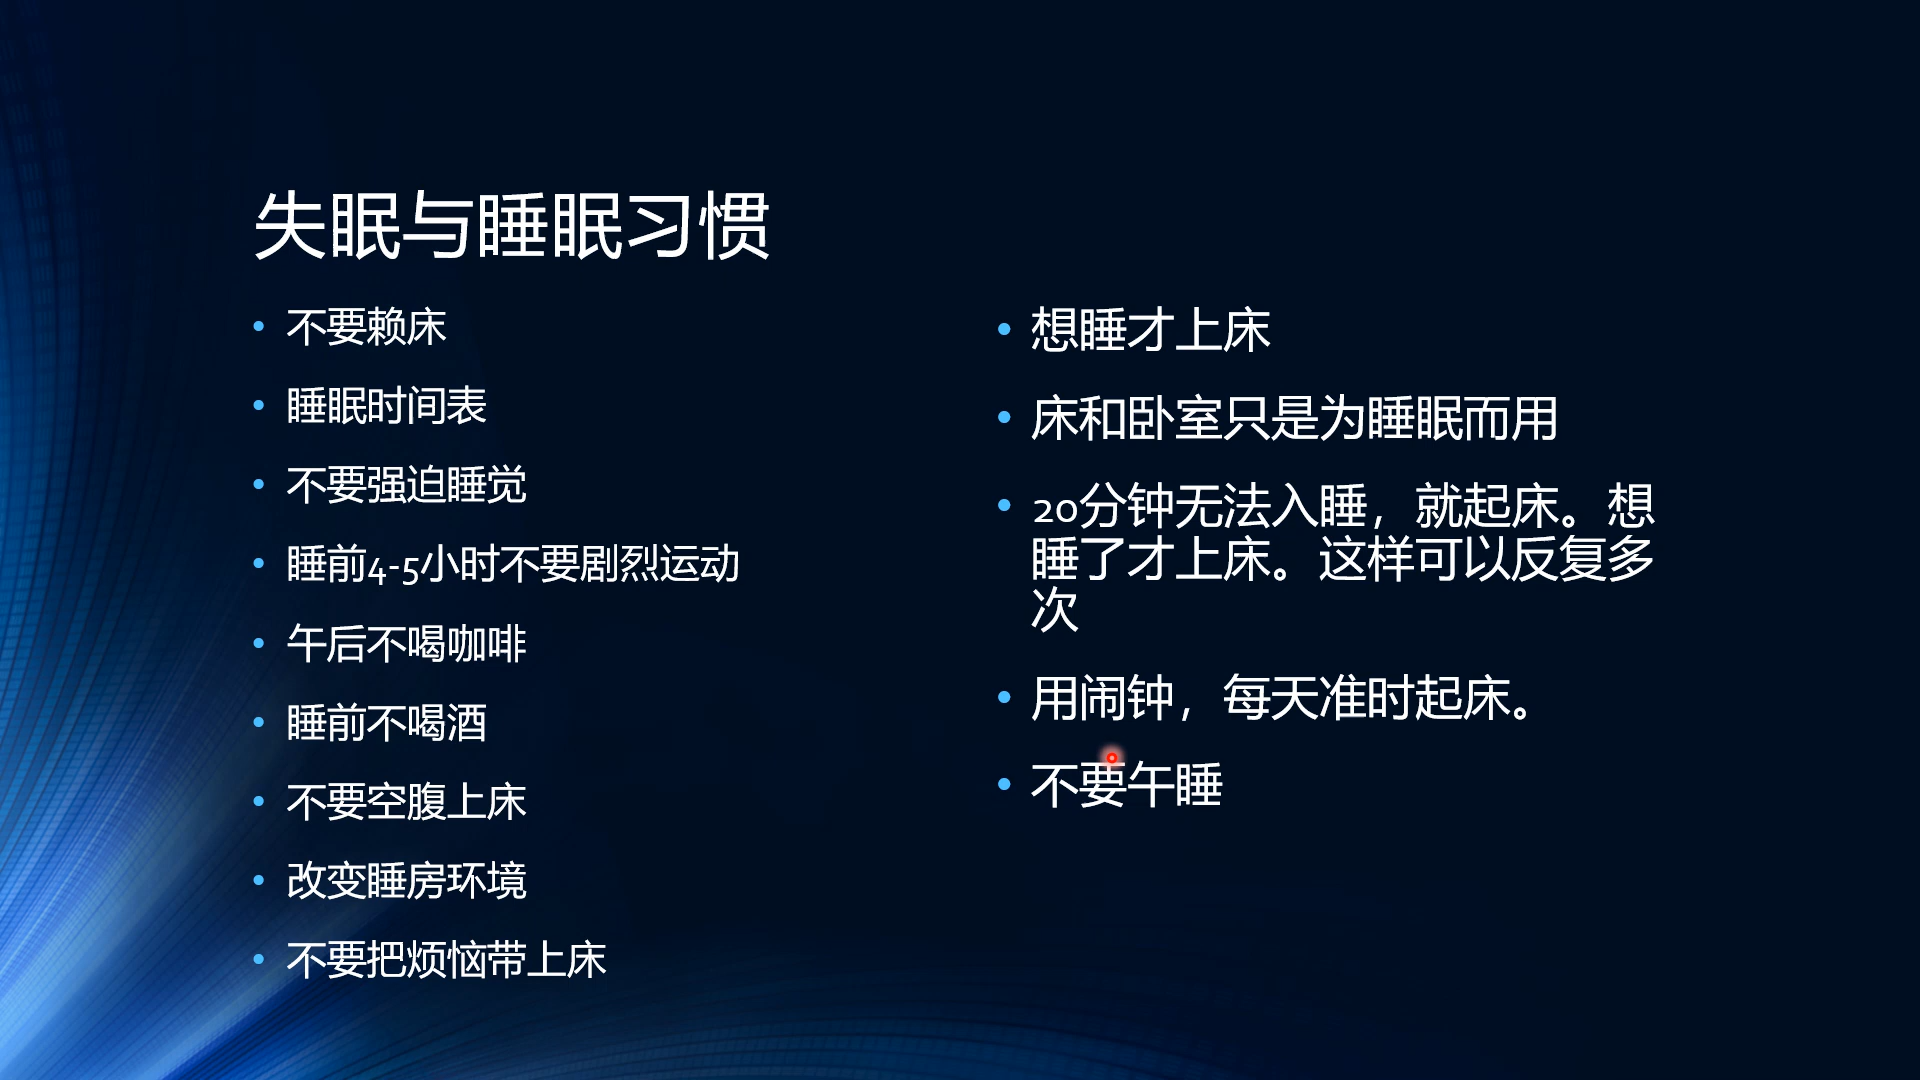 失眠与睡眠习惯
• 不要赖床
• 睡眠时间表
• 不要强迫睡觉
• 睡前4-5小时不要剧烈运动
• 午后不喝咖啡
• 睡前不喝酒
• 不要空腹上床
• 改变睡房环境
• 不要把烦恼带上床
• 想睡才上床
• 床和卧室只是为睡眠而用
• 20分钟无法入睡，就起床。想
睡了才上床。这样可以反复多
次
• 用闹钟，每天准时起床。
• 不要午睡